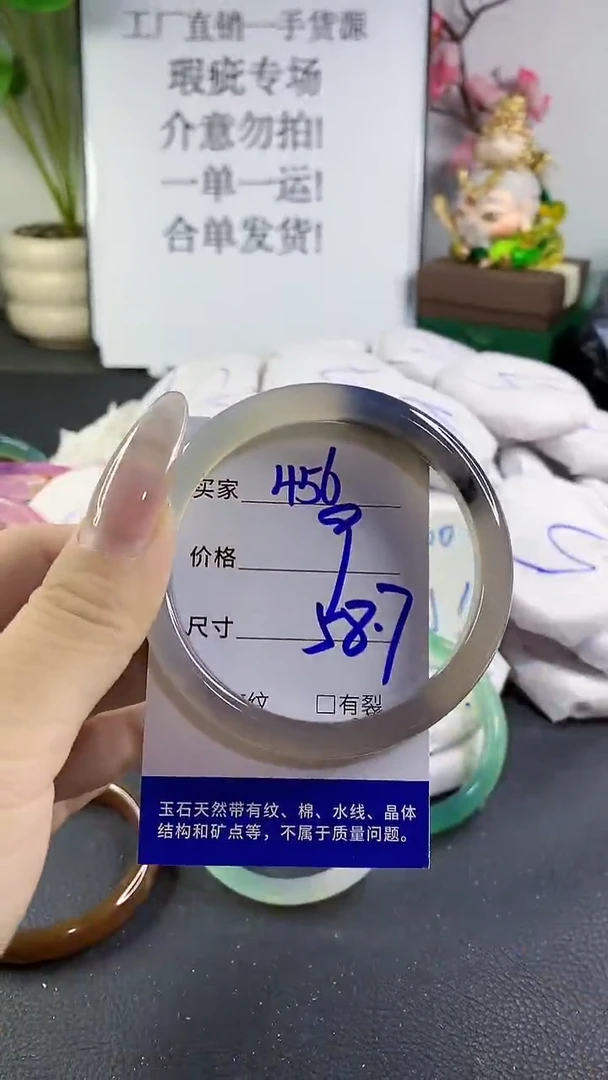 工厂直销一手货源
瑕疵专场
介意勿拍!
一单一运!
合单发货!
买家 456
价格
尺寸 58.7
纹 □有裂
玉石天然带有纹、棉、水线、晶体
结构和矿点等，不属于质量问题。